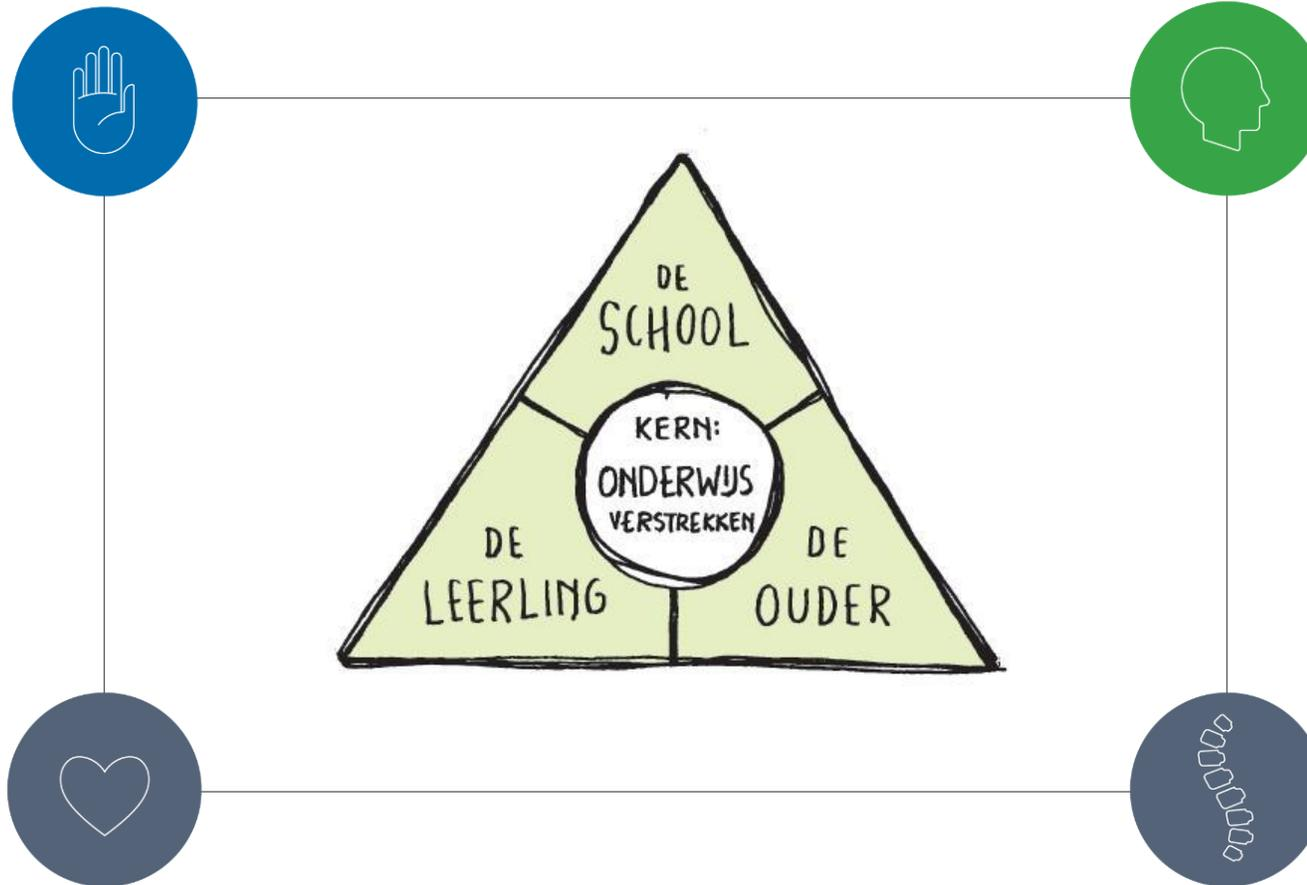 DE
SCHOOL
KERN:
ONDERWIJS
VERSTREKKEN
DE
LEERLING
DE
OUDER